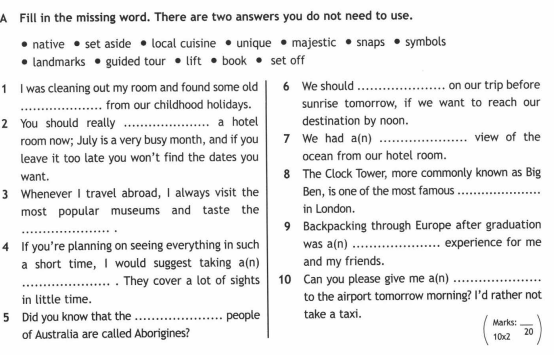 A Fill in the missing word. There are two answers you do not need to use.
• native • set aside • local cuisine • unique • majestic • snaps • symbols
• landmarks • guided tour • lift • book • set off
1 I was cleaning out my room and found some old
..................... from our childhood holidays.
2 You should really ..................... a hotel
room now; July is a very busy month, and if you
leave it too late you won't find the dates you
want.
3 Whenever I travel abroad, I always visit the
most popular museums and taste the
...................... .
4 If you're planning on seeing everything in such
a short time, I would suggest taking a(n)
...................... . They cover a lot of sights
in little time.
5 Did you know that the ...................... people
of Australia are called Aborigines?
6 We should ...................... on our trip before
sunrise tomorrow, if we want to reach our
destination by noon.
7 We had a(n) ...................... view of the
ocean from our hotel room.
8 The Clock Tower, more commonly known as Big
Ben, is one of the most famous .....................
in London.
9 Backpacking through Europe after graduation
was a(n) ...................... experience for me
and my friends.
10 Can you please give me a(n) ......................
to the airport tomorrow morning? I'd rather not
take a taxi.
Marks: ___
10x2 20